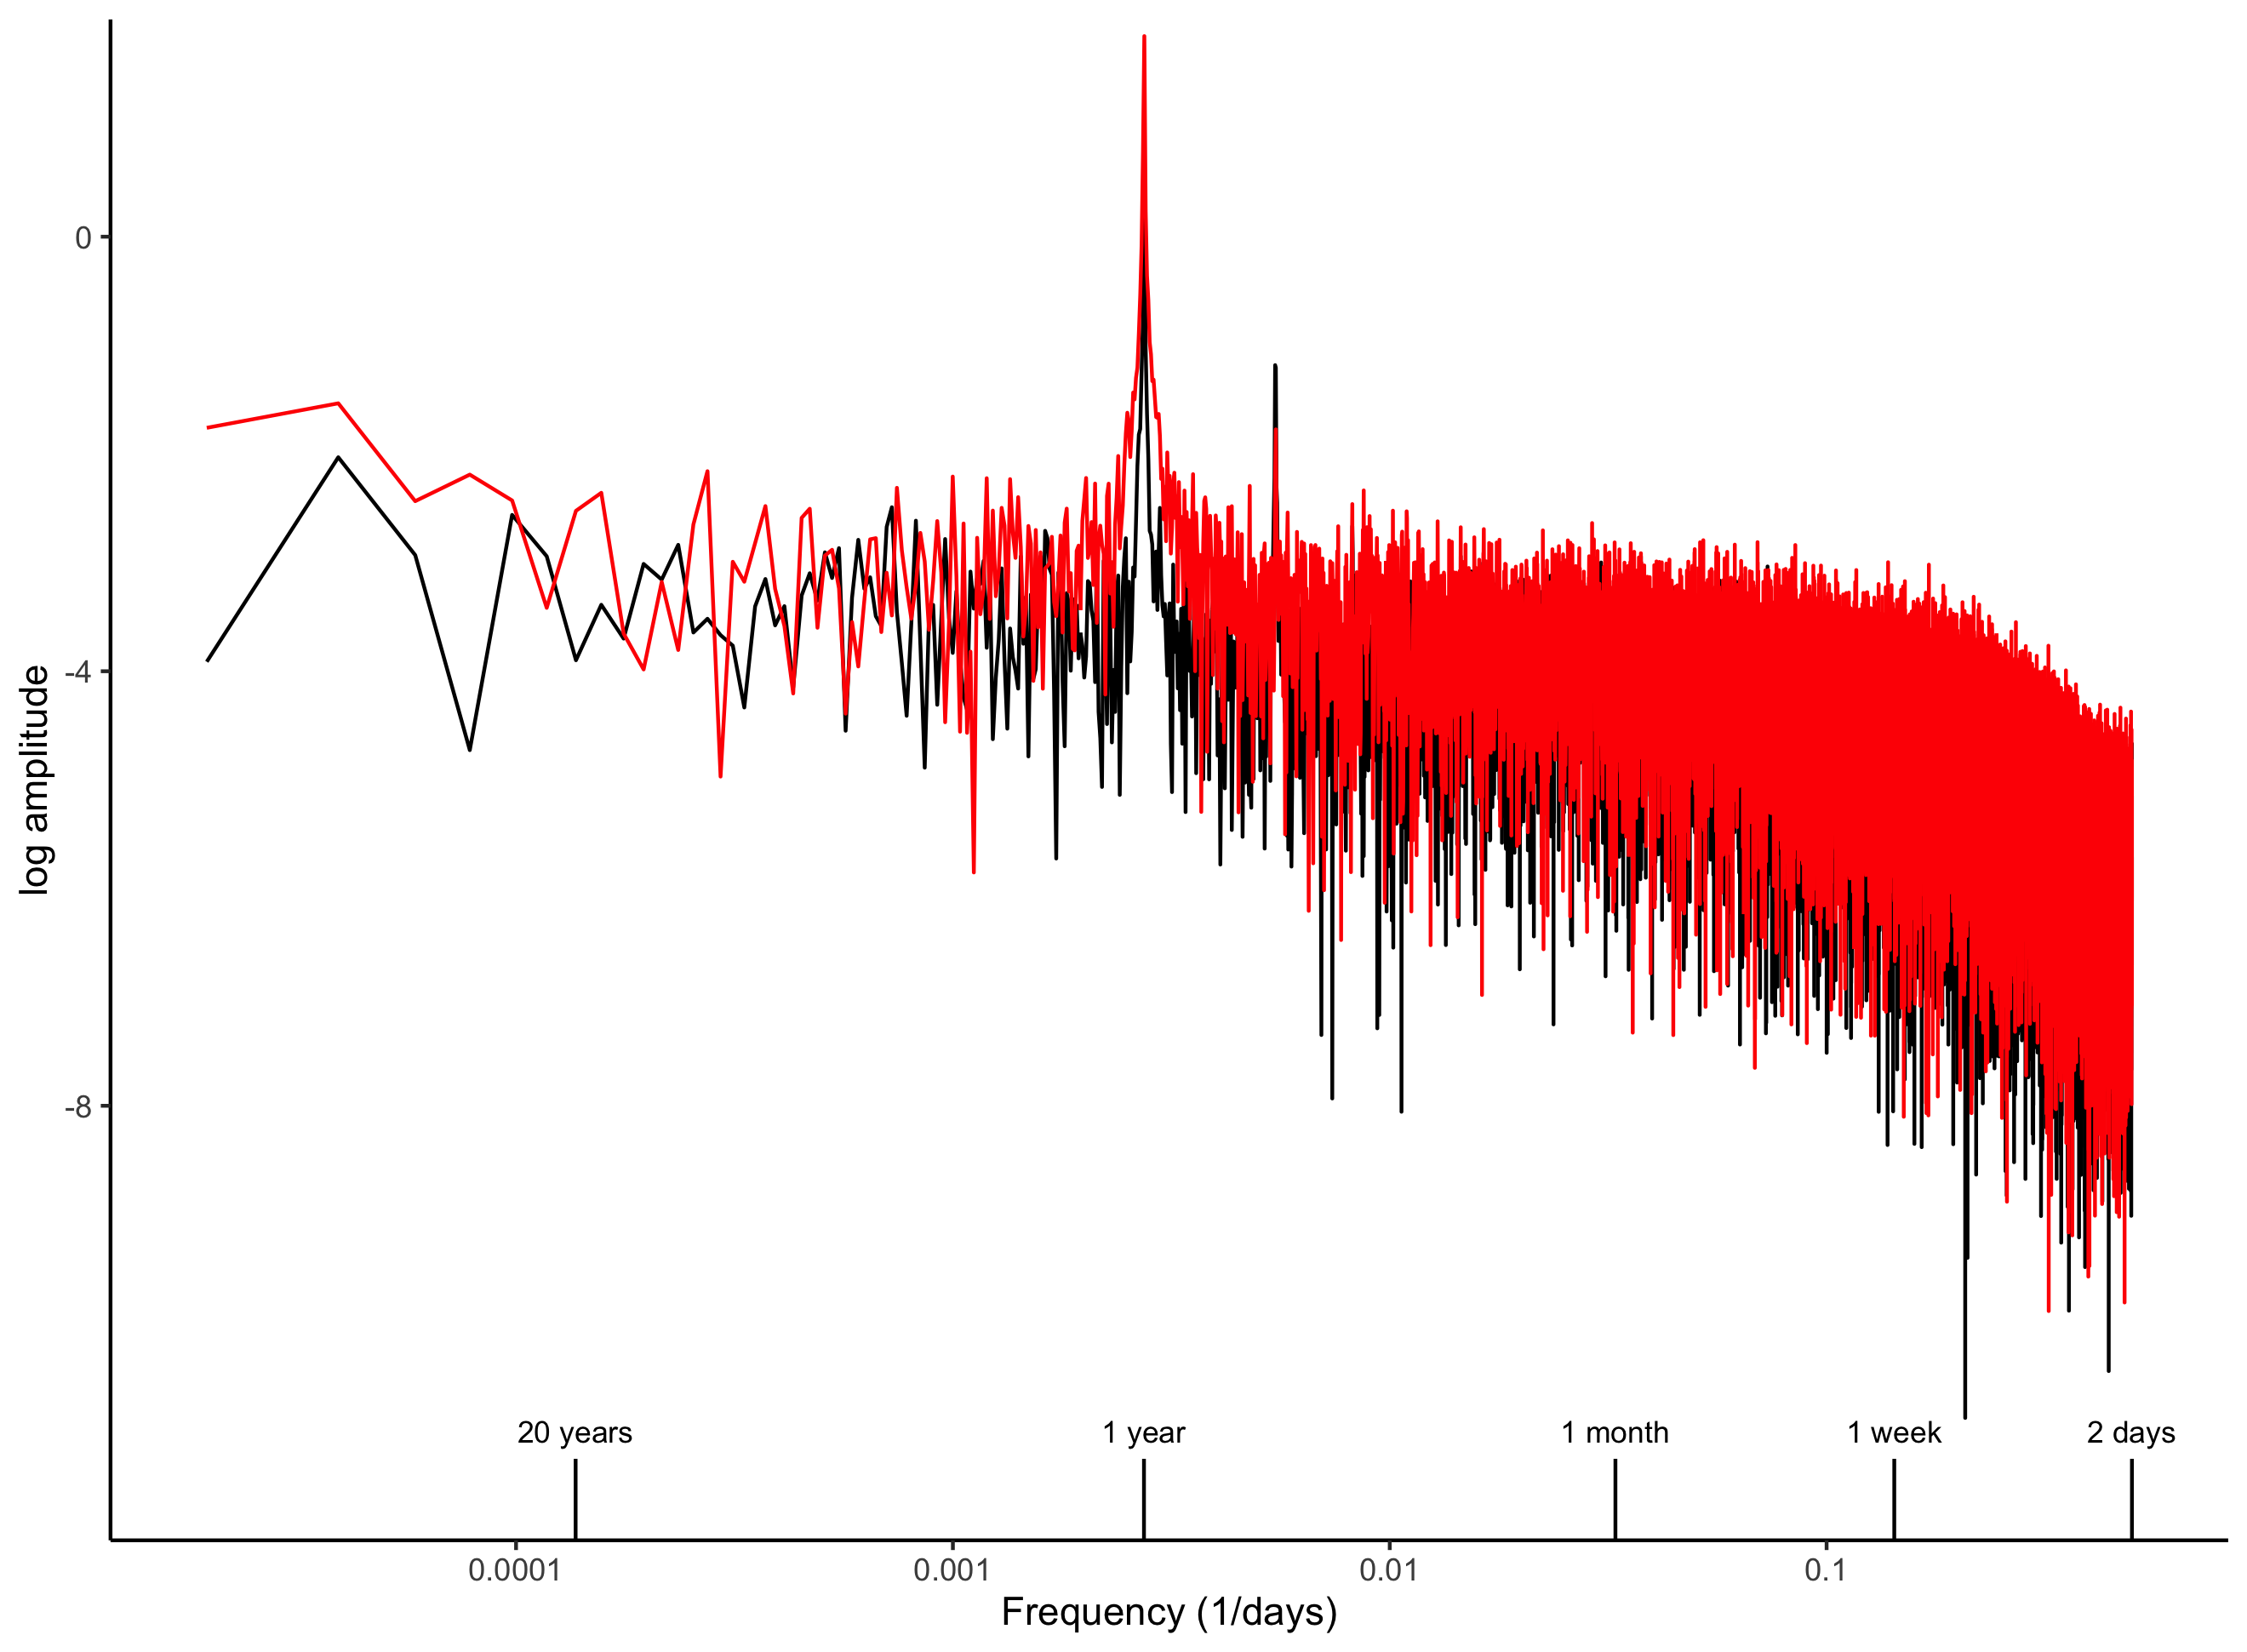 0
-4
-8
log amplitude
20 years
1 year
1 month
1 week
2 days
0.0001
0.001
0.01
0.1
Frequency (1/days)